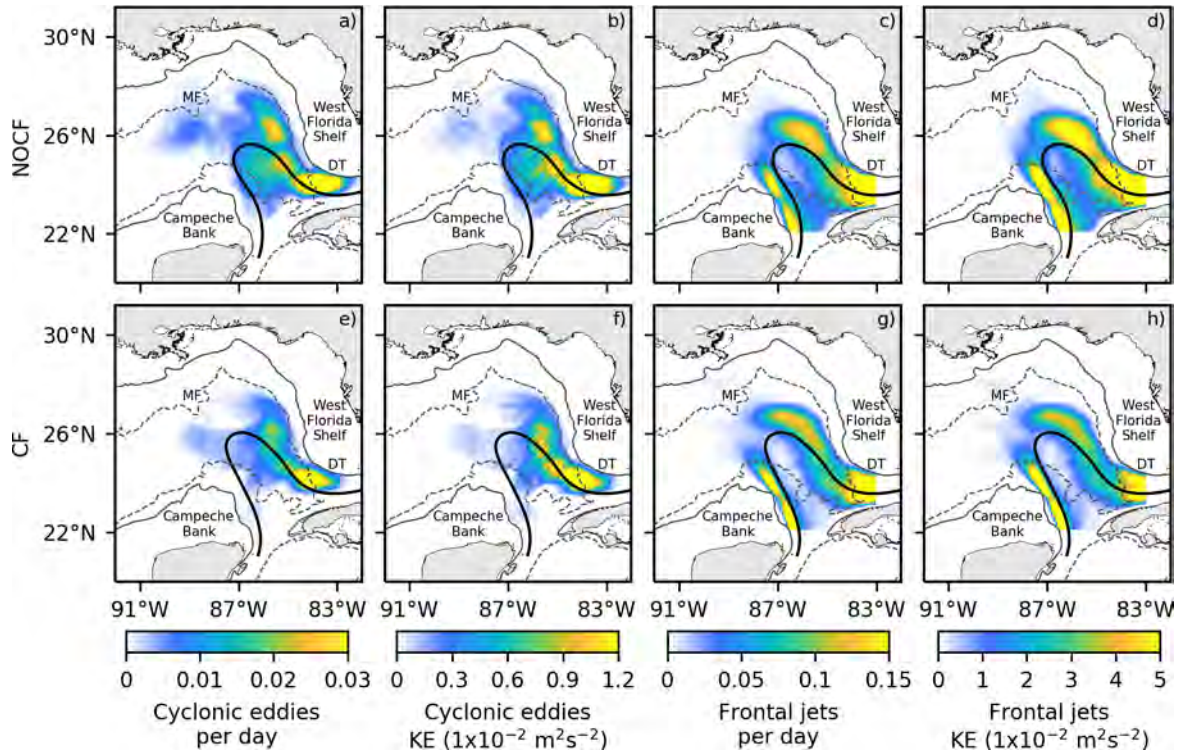 a)
b)
c)
d)
30°N
26°N
22°N
NOCF
MF
West
Florida
Shelf
DT
Campeche
Bank
MF
West
Florida
Shelf
DT
Campeche
Bank
MF
West
Florida
Shelf
DT
Campeche
Bank
MF
West
Florida
Shelf
DT
Campeche
Bank
e)
f)
g)
h)
30°N
26°N
22°N
CF
MF
West
Florida
Shelf
DT
Campeche
Bank
MF
West
Florida
Shelf
DT
Campeche
Bank
MF
West
Florida
Shelf
DT
Campeche
Bank
MF
West
Florida
Shelf
DT
Campeche
Bank
91°W 87°W 83°W
91°W 87°W 83°W
91°W 87°W 83°W
91°W 87°W 83°W
0 0.01 0.02 0.03
0 0.3 0.6 0.9 1.2
0 0.05 0.1 0.15
0 1 2 3 4 5
Cyclonic eddies
per day
Cyclonic eddies
KE (1x10⁻² m²s⁻²)
Frontal jets
per day
Frontal jets
KE (1x10⁻² m²s⁻²)